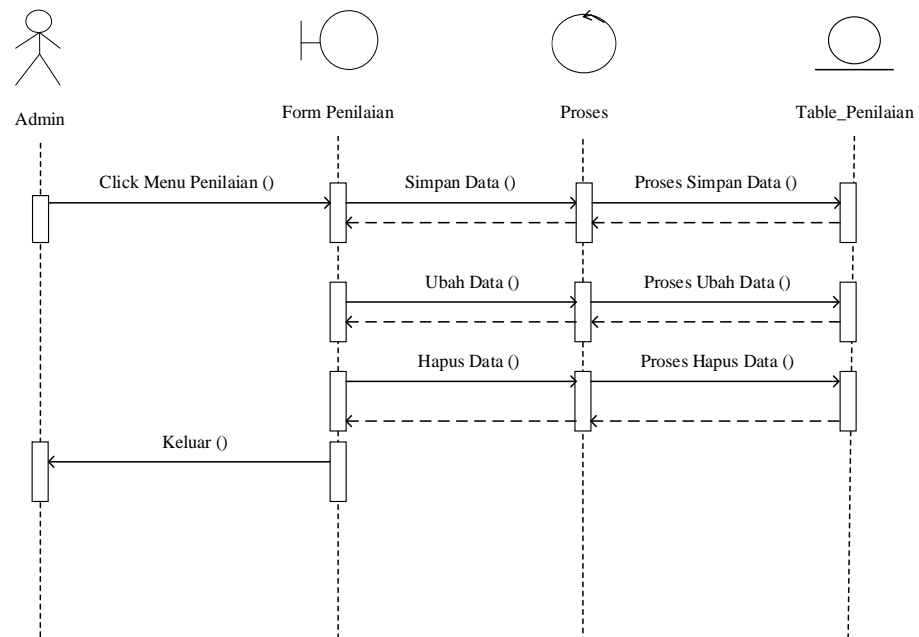 Admin
Form Penilaian
Proses
Table_Penilaian
Click Menu Penilaian ()
Simpan Data ()
Proses Simpan Data ()
Ubah Data ()
Proses Ubah Data ()
Hapus Data ()
Proses Hapus Data ()
Keluar ()